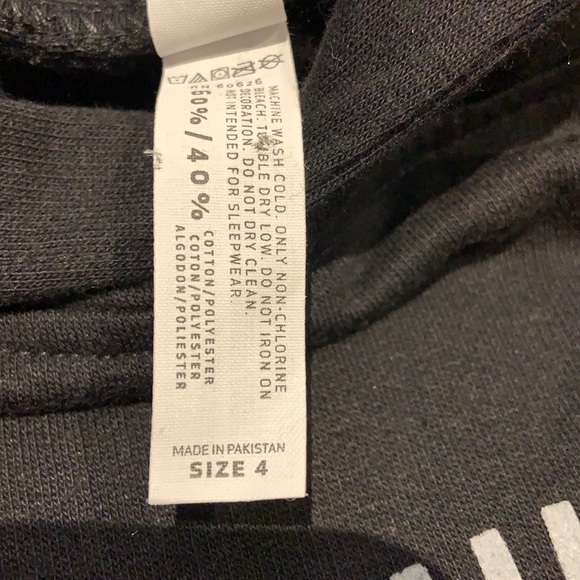 MACHINE WASH COLD. ONLY NON-CHLORINE
BLEACH. TUMBLE DRY LOW. DO NOT IRON ON
DECORATION. DO NOT DRY CLEAN.
NOT INTENDED FOR SLEEPWEAR.
60% / 40%
COTTON/POLYESTER
COTON/POLYESTER
ALGODON/POLIESTER
MADE IN PAKISTAN
SIZE 4